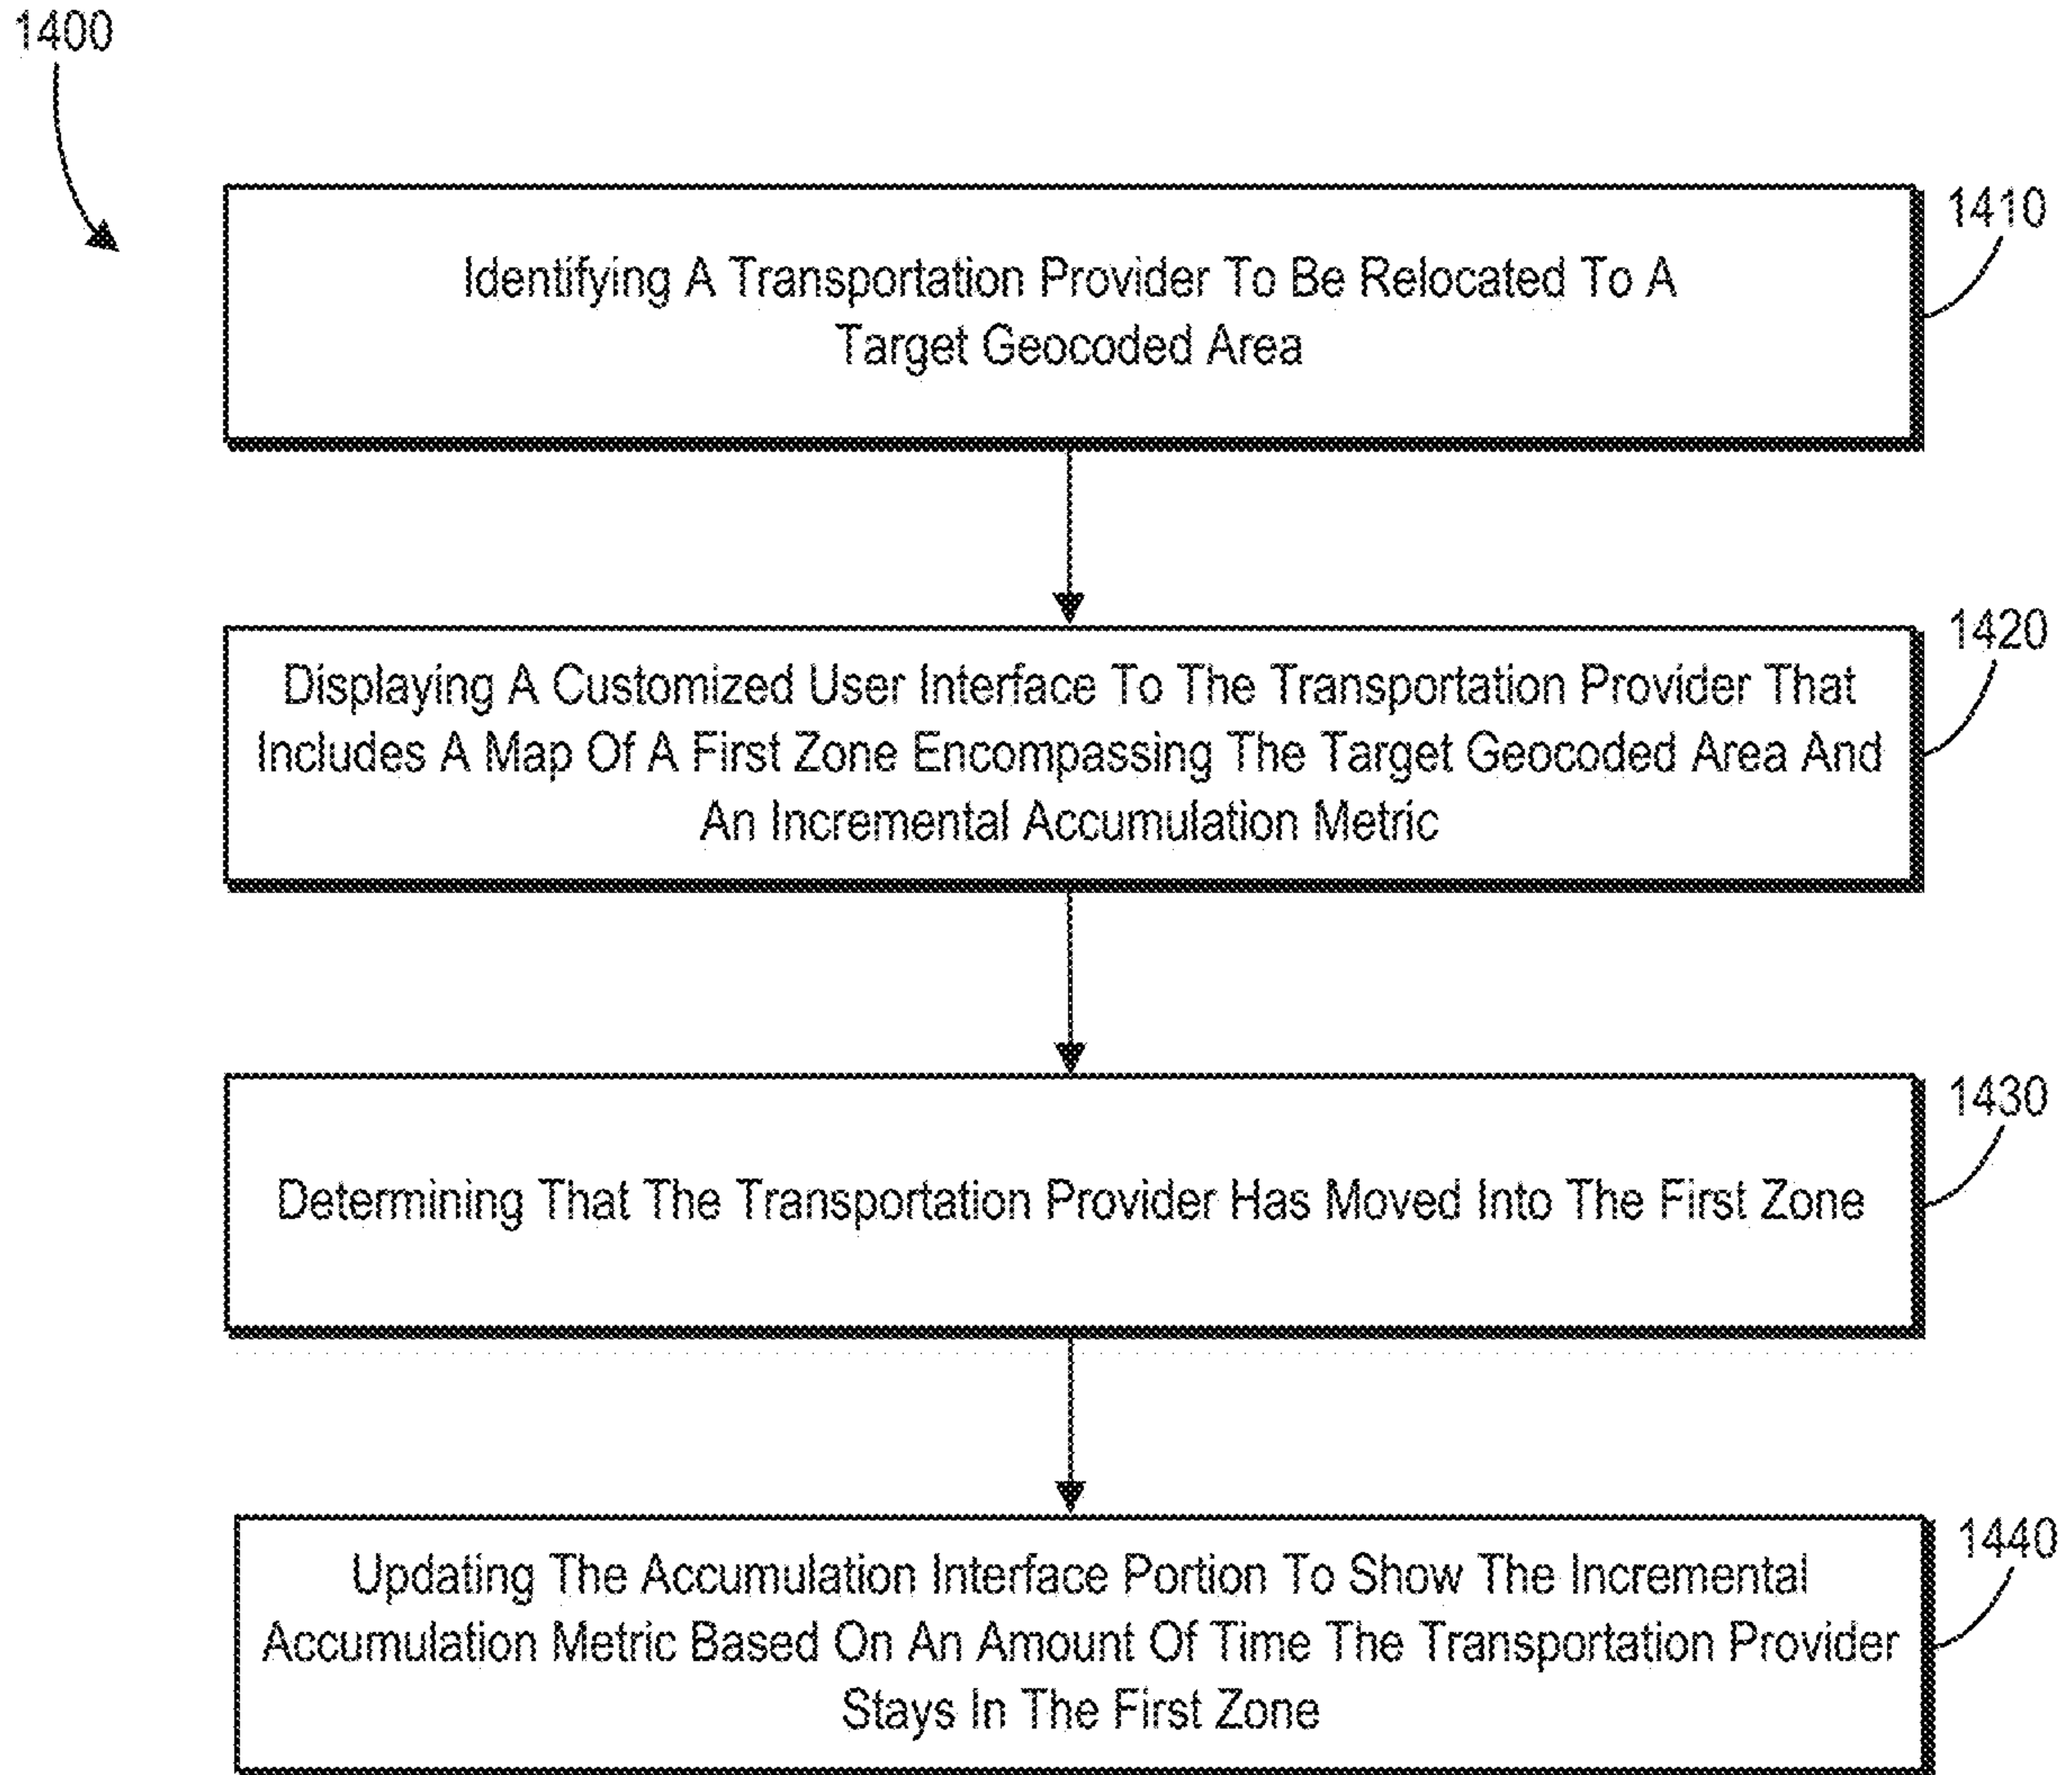 1400
1410
Identifying A Transportation Provider To Be Relocated To A
Target Geocoded Area
1420
Displaying A Customized User Interface To The Transportation Provider That
Includes A Map Of A First Zone Encompassing The Target Geocoded Area And
An Incremental Accumulation Metric
1430
Determining That The Transportation Provider Has Moved Into The First Zone
1440
Updating The Accumulation Interface Portion To Show The Incremental
Accumulation Metric Based On An Amount Of Time The Transportation Provider
Stays In The First Zone